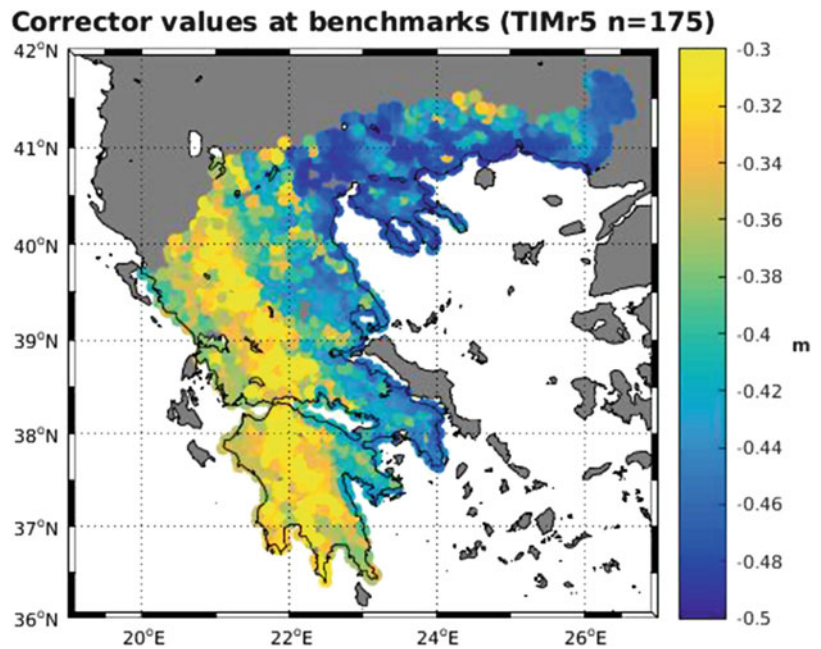 Corrector values at benchmarks (TIMr5 n=175)
42°N
41°N
40°N
39°N
38°N
37°N
36°N
20°E 22°E 24°E 26°E
-0.3
-0.32
-0.34
-0.36
-0.38
-0.4
-0.42
-0.44
-0.46
-0.48
-0.5
m